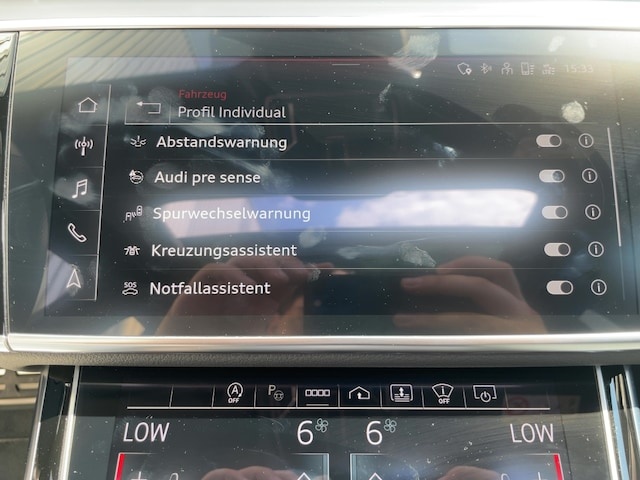 15:33
Fahrzeug
Profil Individual
Abstandswarnung
Audi pre sense
Spurwechselwarnung
Kreuzungsassistent
SOS
Notfallassistent
A OFF
P
OFF
LOW 6 6 LOW